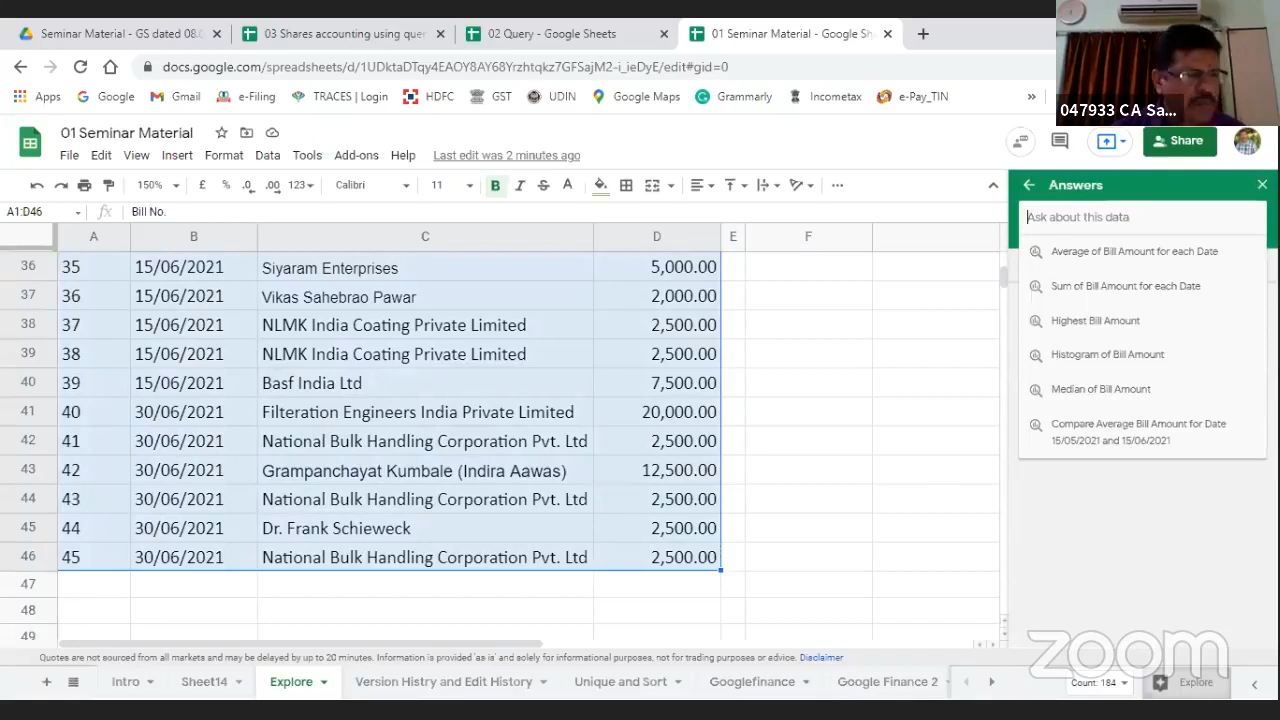 Seminar Material - GS dated 08.0
03 Shares accounting using que
02 Query - Google Sheets
01 Seminar Material - Google Sh
docs.google.com/spreadsheets/d/1UDktaDTqy4EAOY8AY68Yrzhtqkz7GFSajM2-i_ieDyE/edit#gid=0
Apps Google Gmail e-Filing TRACES | Login HDFC GST UDIN Google Maps Grammarly Incometax e-Pay_TIN »
047933 CA Sa...
01 Seminar Material
File Edit View Insert Format Data Tools Add-ons Help Last edit was 2 minutes ago
Share
150% £ % .0 .00 123 Calibri 11 B I S A
A1:D46 fx Bill No.
A B C D E F
36 35 15/06/2021 Siyaram Enterprises 5,000.00
37 36 15/06/2021 Vikas Sahebrao Pawar 2,000.00
38 37 15/06/2021 NLMK India Coating Private Limited 2,500.00
39 38 15/06/2021 NLMK India Coating Private Limited 2,500.00
40 39 15/06/2021 Basf India Ltd 7,500.00
41 40 30/06/2021 Filteration Engineers India Private Limited 20,000.00
42 41 30/06/2021 National Bulk Handling Corporation Pvt. Ltd 2,500.00
43 42 30/06/2021 Grampanchayat Kumbale (Indira Aawas) 12,500.00
44 43 30/06/2021 National Bulk Handling Corporation Pvt. Ltd 2,500.00
45 44 30/06/2021 Dr. Frank Schieweck 2,500.00
46 45 30/06/2021 National Bulk Handling Corporation Pvt. Ltd 2,500.00
47
48
49
Answers
Ask about this data
Average of Bill Amount for each Date
Sum of Bill Amount for each Date
Highest Bill Amount
Histogram of Bill Amount
Median of Bill Amount
Compare Average Bill Amount for Date
15/05/2021 and 15/06/2021
Quotes are not sourced from all markets and may be delayed by up to 20 minutes. Information is provided 'as is' and solely for informational purposes, not for trading purposes or advice. Disclaimer
zoom
Intro Sheet14 Explore Version Histry and Edit History Unique and Sort Googlefinance Google Finance 2 Count: 184 Explore